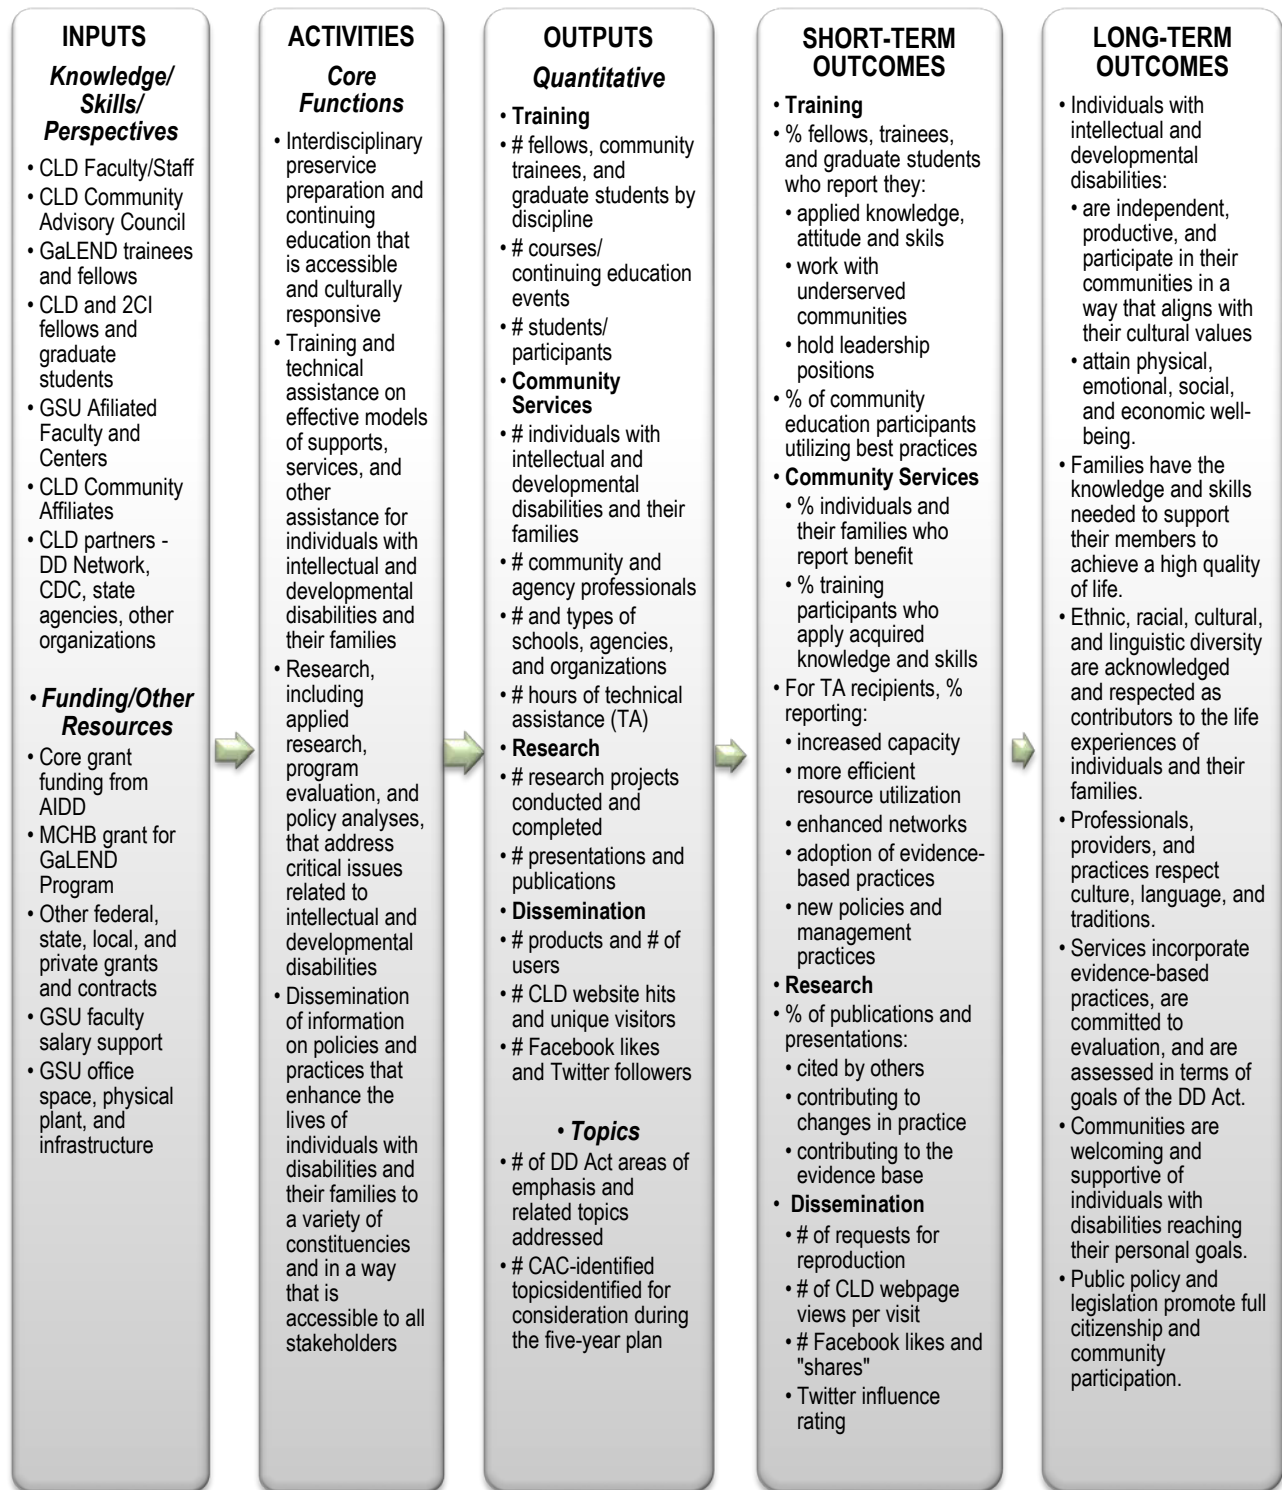 INPUTS
Knowledge/
Skills/
Perspectives
• CLD Faculty/Staff
• CLD Community
Advisory Council
• GaLEND trainees
and fellows
• CLD and 2CI
fellows and
graduate
students
• GSU Afiliated
Faculty and
Centers
• CLD Community
Affiliates
• CLD partners -
DD Network,
CDC, state
agencies, other
organizations
• Funding/Other
Resources
• Core grant
funding from
AIDD
• MCHB grant for
GaLEND
Program
• Other federal,
state, local, and
private grants
and contracts
• GSU faculty
salary support
• GSU office
space, physical
plant, and
infrastructure
ACTIVITIES
Core
Functions
• Interdisciplinary
preservice
preparation and
continuing
education that
is accessible
and culturally
responsive
• Training and
technical
assistance on
effective models
of supports,
services, and
other
assistance for
individuals with
intellectual and
developmental
disabilities and
their families
• Research,
including
applied
research,
program
evaluation, and
policy analyses,
that address
critical issues
related to
intellectual and
developmental
disabilities
• Dissemination
of information
on policies and
practices that
enhance the
lives of
individuals with
disabilities and
their families to
a variety of
constituencies
and in a way
that is
accessible to all
stakeholders
OUTPUTS
Quantitative
• Training
• # fellows, community
trainees, and
graduate students by
discipline
• # courses/
continuing education
events
• # students/
participants
• Community
Services
• # individuals with
intellectual and
developmental
disabilities and their
families
• # community and
agency professionals
• # and types of
schools, agencies,
and organizations
• # hours of technical
assistance (TA)
• Research
• # research projects
conducted and
completed
• # presentations and
publications
• Dissemination
• # products and # of
users
• # CLD website hits
and unique visitors
• # Facebook likes
and Twitter followers
• Topics
• # of DD Act areas of
emphasis and
related topics
addressed
• # CAC-identified
topicsidentified for
consideration during
the five-year plan
SHORT-TERM
OUTCOMES
• Training
• % fellows, trainees,
and graduate students
who report they:
• applied knowledge,
attitude and skils
• work with
underserved
communities
• hold leadership
positions
• % of community
education participants
utilizing best practices
• Community Services
• % individuals and
their families who
report benefit
• % training
participants who
apply acquired
knowledge and skills
• For TA recipients, %
reporting:
• increased capacity
• more efficient
resource utilization
• enhanced networks
• adoption of evidence-
based practices
• new policies and
management
practices
• Research
• % of publications and
presentations:
• cited by others
• contributing to
changes in practice
• contributing to the
evidence base
• Dissemination
• # of requests for
reproduction
• # of CLD webpage
views per visit
• # Facebook likes and
"shares"
• Twitter influence
rating
LONG-TERM
OUTCOMES
• Individuals with
intellectual and
developmental
disabilities:
• are independent,
productive, and
participate in their
communities in a
way that aligns with
their cultural values
• attain physical,
emotional, social,
and economic well-
being.
• Families have the
knowledge and skills
needed to support
their members to
achieve a high quality
of life.
• Ethnic, racial, cultural,
and linguistic diversity
are acknowledged
and respected as
contributors to the life
experiences of
individuals and their
families.
• Professionals,
providers, and
practices respect
culture, language, and
traditions.
• Services incorporate
evidence-based
practices, are
committed to
evaluation, and are
assessed in terms of
goals of the DD Act.
• Communities are
welcoming and
supportive of
individuals with
disabilities reaching
their personal goals.
• Public policy and
legislation promote full
citizenship and
community
participation.